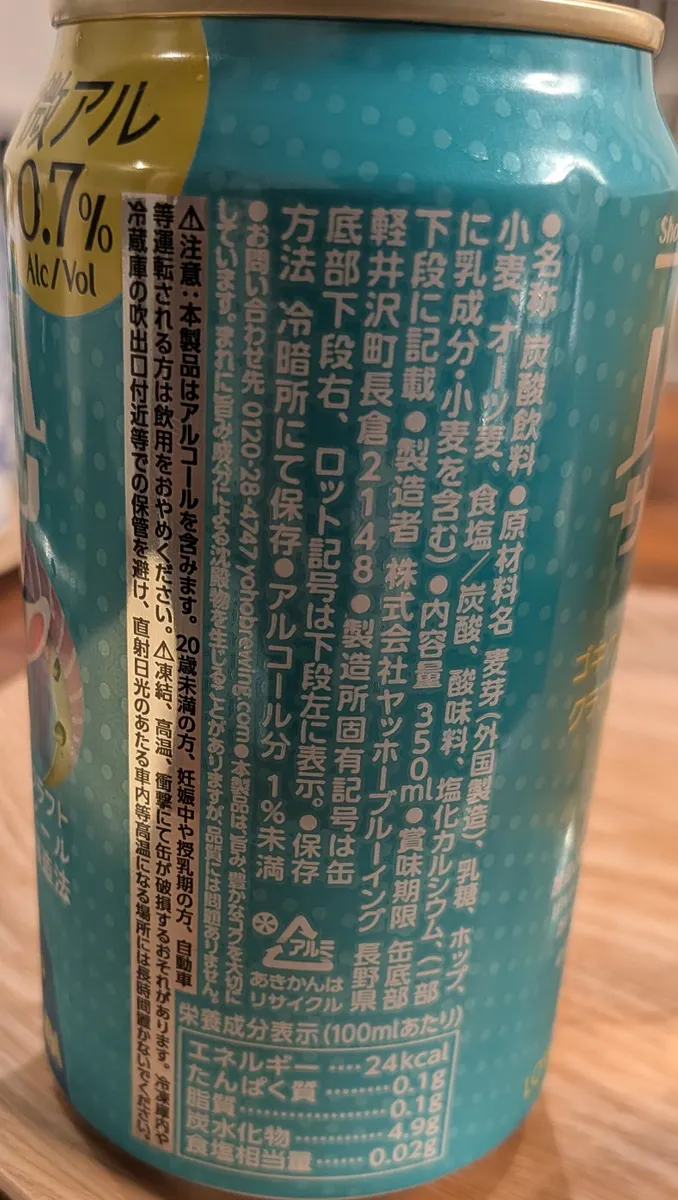 微アル
0.7%
Alc/Vol
●名称 炭酸飲料●原材料名 麦芽(外国製造)、乳糖、ホップ、
小麦、オーツ麦、食塩/炭酸、酸味料、塩化カルシウム、(一部
に乳成分・小麦を含む)●内容量 350ml●賞味期限 缶底部
下段に記載 ●製造者 株式会社ヤッホーブルーイング 長野県
軽井沢町長倉2148●製造所固有記号は缶
底部下段右、ロット記号は下段左に表示。●保存
方法 冷暗所にて保存●アルコール分 1%未満
●お問い合わせ先 0120-28-4747 yohobrewing.com●本製品は、旨み豊かなコクを大切に
しています。まれに旨み成分による沈殿物を生じることがありますが、品質には問題ありません。
⚠注意:本製品はアルコールを含みます。20歳未満の方、妊娠中や授乳期の方、自動車
等運転される方は飲用をおやめください。⚠凍結、高温、衝撃にて缶が破損するおそれがあります。冷凍庫内や
冷蔵庫の吹出口付近等での保管を避け、直射日光のあたる車内等高温になる場所には長時間置かないでください。
アルミ
あきかんは
リサイクル
栄養成分表示(100mlあたり)
エネルギー····24kcal
たんぱく質············0.1g
脂質·····················0.1g
炭水化物············4.9g
食塩相当量······0.02g
ラフト
ール
造法
サ